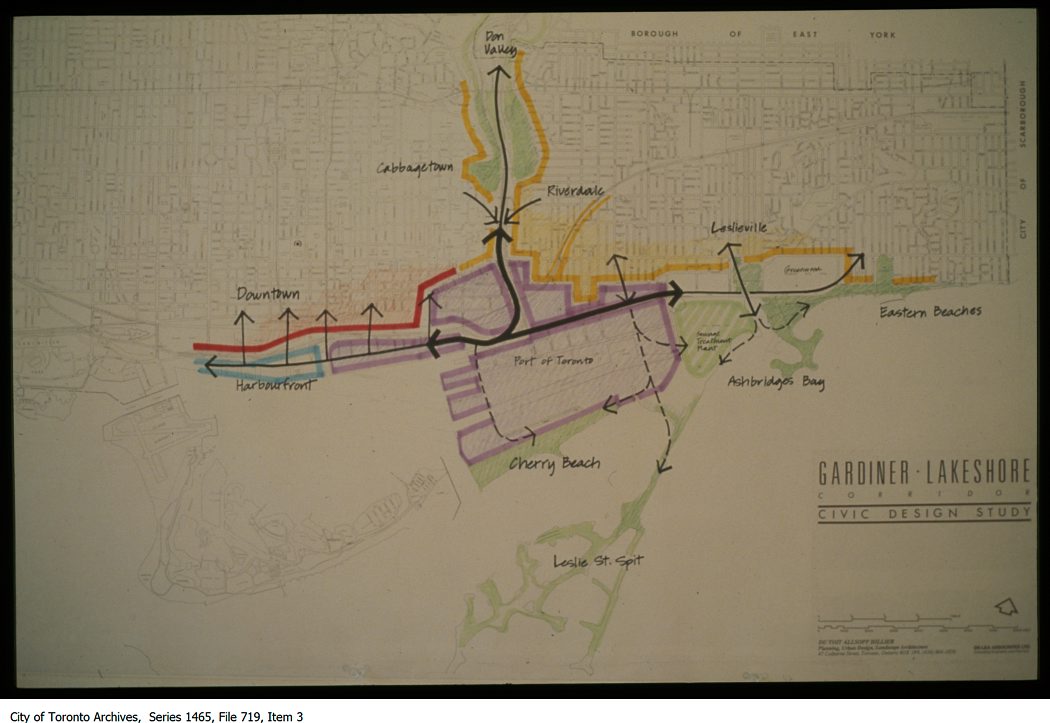 Don
Valley
BOROUGH OF EAST YORK
CITY OF SCARBOROUGH
Cabbagetown
Riverdale
Leslieville
Greenwood
Downtown
Eastern Beaches
Sewage
Treatment
Plant
Port of Toronto
Harbourfront
Ashbridges Bay
Cherry Beach
GARDINER · LAKESHORE
CORRIDOR
CIVIC DESIGN STUDY
Leslie St. Spit
DU TOIT ALLSOPP HILLIER
Planning, Urban Design, Landscape Architecture
City of Toronto Archives, Series 1465, File 719, Item 3